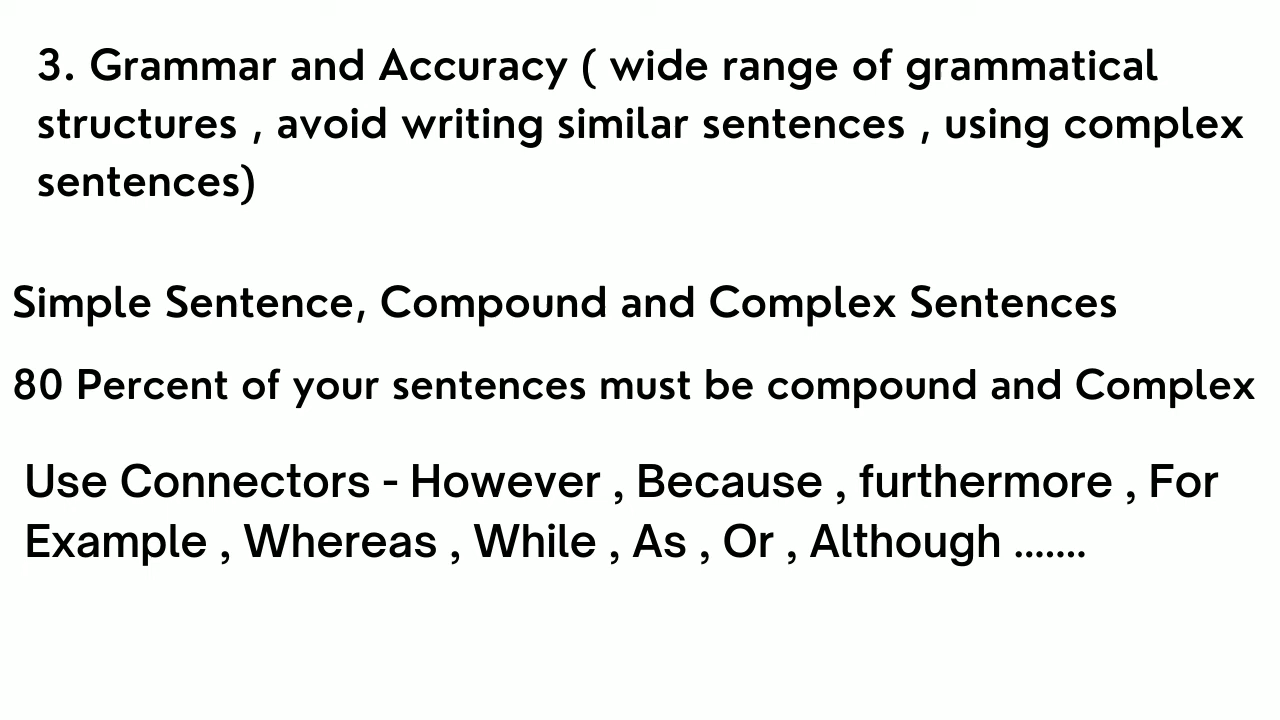 3. Grammar and Accuracy ( wide range of grammatical
structures , avoid writing similar sentences , using complex
sentences)
Simple Sentence, Compound and Complex Sentences
80 Percent of your sentences must be compound and Complex
Use Connectors - However , Because , furthermore , For
Example , Whereas , While , As , Or , Although .......